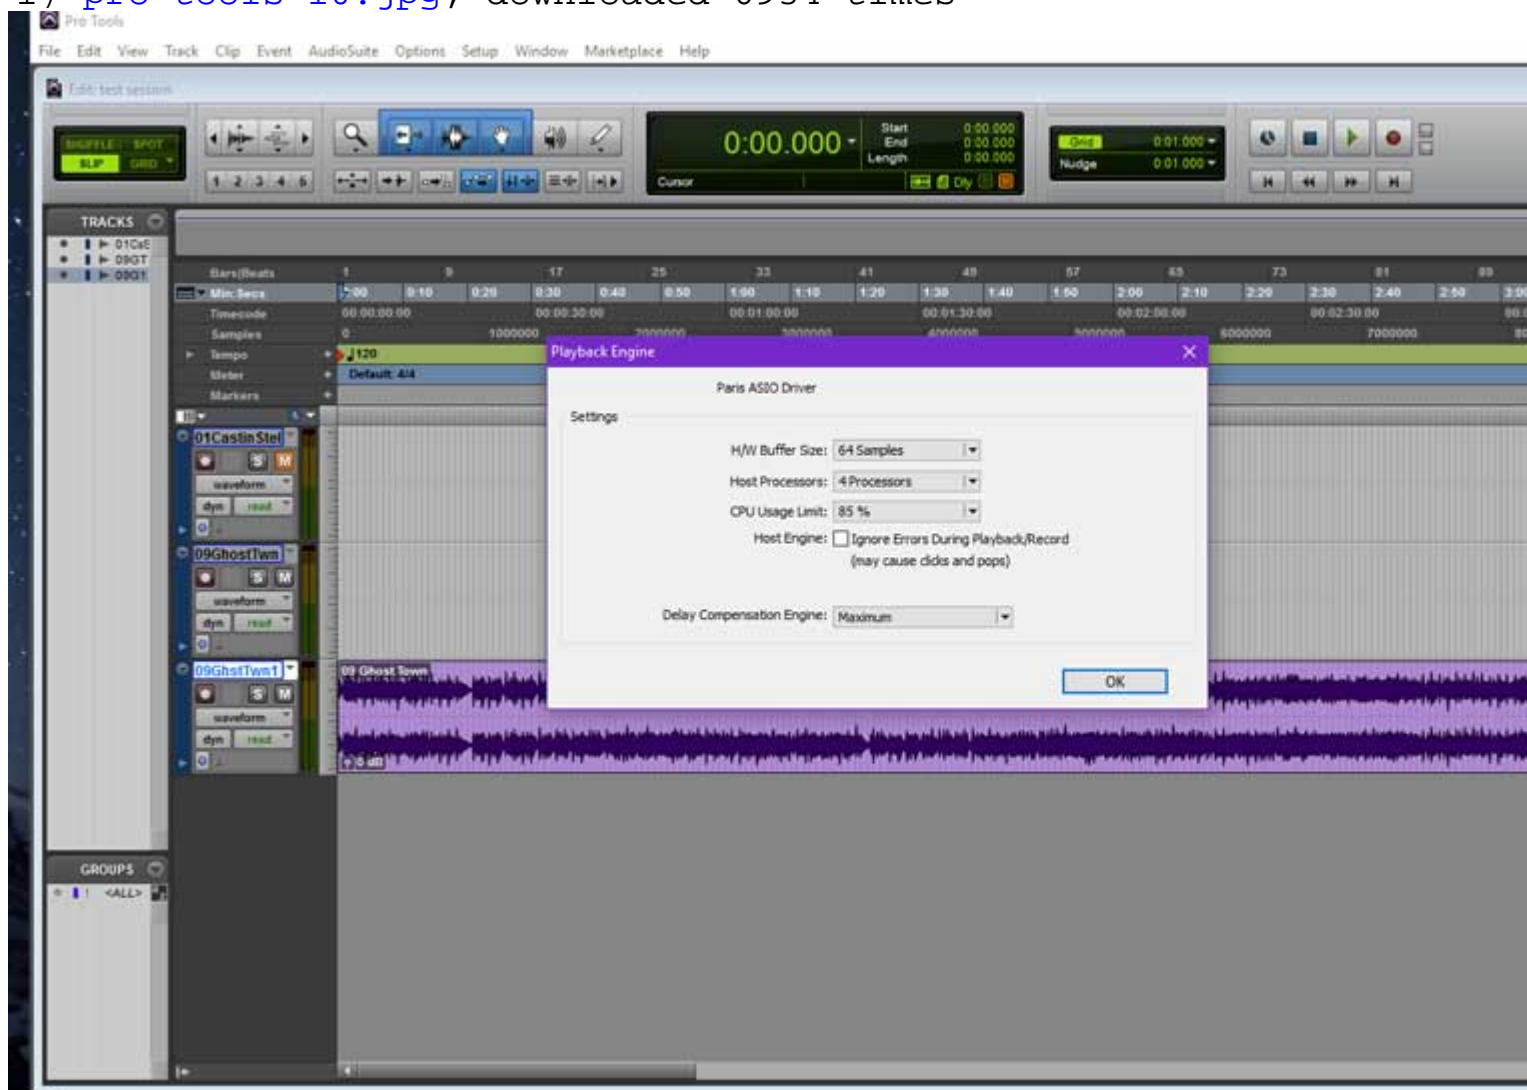 pro tools 10.jpg, downloaded
Pro Tools
File Edit View Track Clip Event AudioSuite Options Setup Window Marketplace Help
Edit: test session
SHUFFLE SPOT
SLIP GRID
1 2 3 4 5
0:00.000
Start 0:00.000
End 0:00.000
Length 0:00.000
Cursor
Dly
Grid 0:01.000
Nudge 0:01.000
TRACKS
01CsS
09GT
09G1
Bars|Beats 1 9 17 25 33 41 49 57 65 73 81 89
Min:Secs 0:00 0:10 0:20 0:30 0:40 0:50 1:00 1:10 1:20 1:30 1:40 1:50 2:00 2:10 2:20 2:30 2:40 2:50 3:00
Timecode 00:00:00:00 00:00:30:00 00:01:00:00 00:01:30:00 00:02:00:00 00:02:30:00
Samples 0 1000000 2000000 3000000 4000000 5000000 6000000 7000000
Tempo 120
Meter Default: 4/4
Markers
Playback Engine
Paris ASIO Driver
Settings
H/W Buffer Size: 64 Samples
Host Processors: 4 Processors
CPU Usage Limit: 85 %
Host Engine: Ignore Errors During Playback/Record
(may cause clicks and pops)
Delay Compensation Engine: Maximum
OK
01CastinStel
S M
waveform
dyn read
09GhostTwn
S M
waveform
dyn read
09GhstTwn1
S M
waveform
dyn read
09 Ghost Town
0 dB
GROUPS
! <ALL>